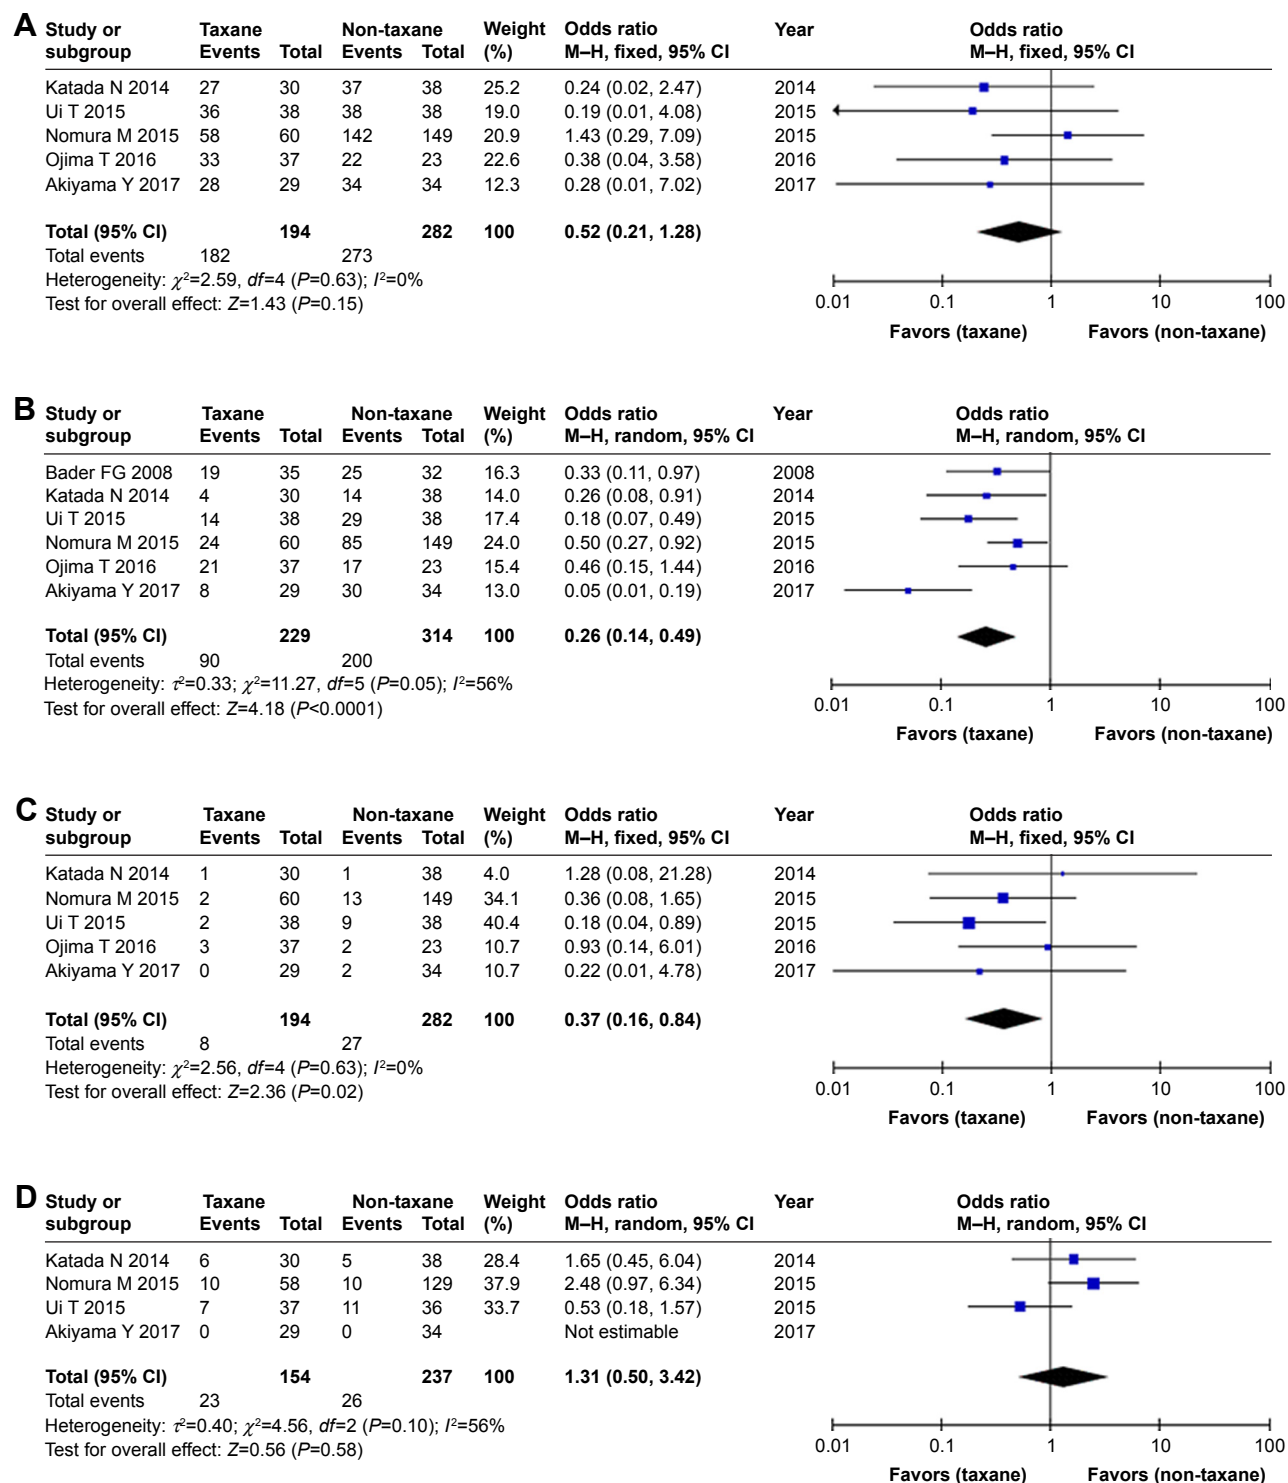 A Study or subgroup Taxane Events Total Non-taxane Events Total Weight (%) Odds ratio M–H, fixed, 95% CI Year Odds ratio M–H, fixed, 95% CI
Katada N 2014 27 30 37 38 25.2 0.24 (0.02, 2.47) 2014
Ui T 2015 36 38 38 38 19.0 0.19 (0.01, 4.08) 2015
Nomura M 2015 58 60 142 149 20.9 1.43 (0.29, 7.09) 2015
Ojima T 2016 33 37 22 23 22.6 0.38 (0.04, 3.58) 2016
Akiyama Y 2017 28 29 34 34 12.3 0.28 (0.01, 7.02) 2017
Total (95% CI) 194 282 100 0.52 (0.21, 1.28)
Total events 182 273
Heterogeneity: χ²=2.59, df=4 (P=0.63); I²=0%
Test for overall effect: Z=1.43 (P=0.15)
0.01 0.1 1 10 100
Favors (taxane) Favors (non-taxane)
B Study or subgroup Taxane Events Total Non-taxane Events Total Weight (%) Odds ratio M–H, random, 95% CI Year Odds ratio M–H, random, 95% CI
Bader FG 2008 19 35 25 32 16.3 0.33 (0.11, 0.97) 2008
Katada N 2014 4 30 14 38 14.0 0.26 (0.08, 0.91) 2014
Ui T 2015 14 38 29 38 17.4 0.18 (0.07, 0.49) 2015
Nomura M 2015 24 60 85 149 24.0 0.50 (0.27, 0.92) 2015
Ojima T 2016 21 37 17 23 15.4 0.46 (0.15, 1.44) 2016
Akiyama Y 2017 8 29 30 34 13.0 0.05 (0.01, 0.19) 2017
Total (95% CI) 229 314 100 0.26 (0.14, 0.49)
Total events 90 200
Heterogeneity: τ²=0.33; χ²=11.27, df=5 (P=0.05); I²=56%
Test for overall effect: Z=4.18 (P<0.0001)
0.01 0.1 1 10 100
Favors (taxane) Favors (non-taxane)
C Study or subgroup Taxane Events Total Non-taxane Events Total Weight (%) Odds ratio M–H, fixed, 95% CI Year Odds ratio M–H, fixed, 95% CI
Katada N 2014 1 30 1 38 4.0 1.28 (0.08, 21.28) 2014
Nomura M 2015 2 60 13 149 34.1 0.36 (0.08, 1.65) 2015
Ui T 2015 2 38 9 38 40.4 0.18 (0.04, 0.89) 2015
Ojima T 2016 3 37 2 23 10.7 0.93 (0.14, 6.01) 2016
Akiyama Y 2017 0 29 2 34 10.7 0.22 (0.01, 4.78) 2017
Total (95% CI) 194 282 100 0.37 (0.16, 0.84)
Total events 8 27
Heterogeneity: χ²=2.56, df=4 (P=0.63); I²=0%
Test for overall effect: Z=2.36 (P=0.02)
0.01 0.1 1 10 100
Favors (taxane) Favors (non-taxane)
D Study or subgroup Taxane Events Total Non-taxane Events Total Weight (%) Odds ratio M–H, random, 95% CI Year Odds ratio M–H, random, 95% CI
Katada N 2014 6 30 5 38 28.4 1.65 (0.45, 6.04) 2014
Nomura M 2015 10 58 10 129 37.9 2.48 (0.97, 6.34) 2015
Ui T 2015 7 37 11 36 33.7 0.53 (0.18, 1.57) 2015
Akiyama Y 2017 0 29 0 34 Not estimable 2017
Total (95% CI) 154 237 100 1.31 (0.50, 3.42)
Total events 23 26
Heterogeneity: τ²=0.40; χ²=4.56, df=2 (P=0.10); I²=56%
Test for overall effect: Z=0.56 (P=0.58)
0.01 0.1 1 10 100
Favors (taxane) Favors (non-taxane)